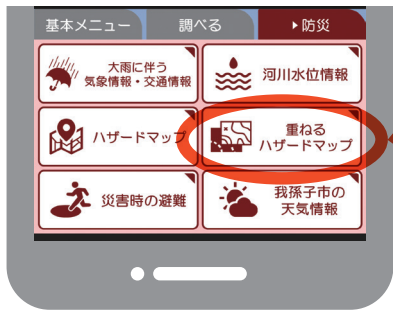 基本メニュー
調べる
▶防災
大雨に伴う
気象情報・交通情報
河川水位情報
ハザードマップ
重ねる
ハザードマップ
災害時の避難
我孫子市の
天気情報